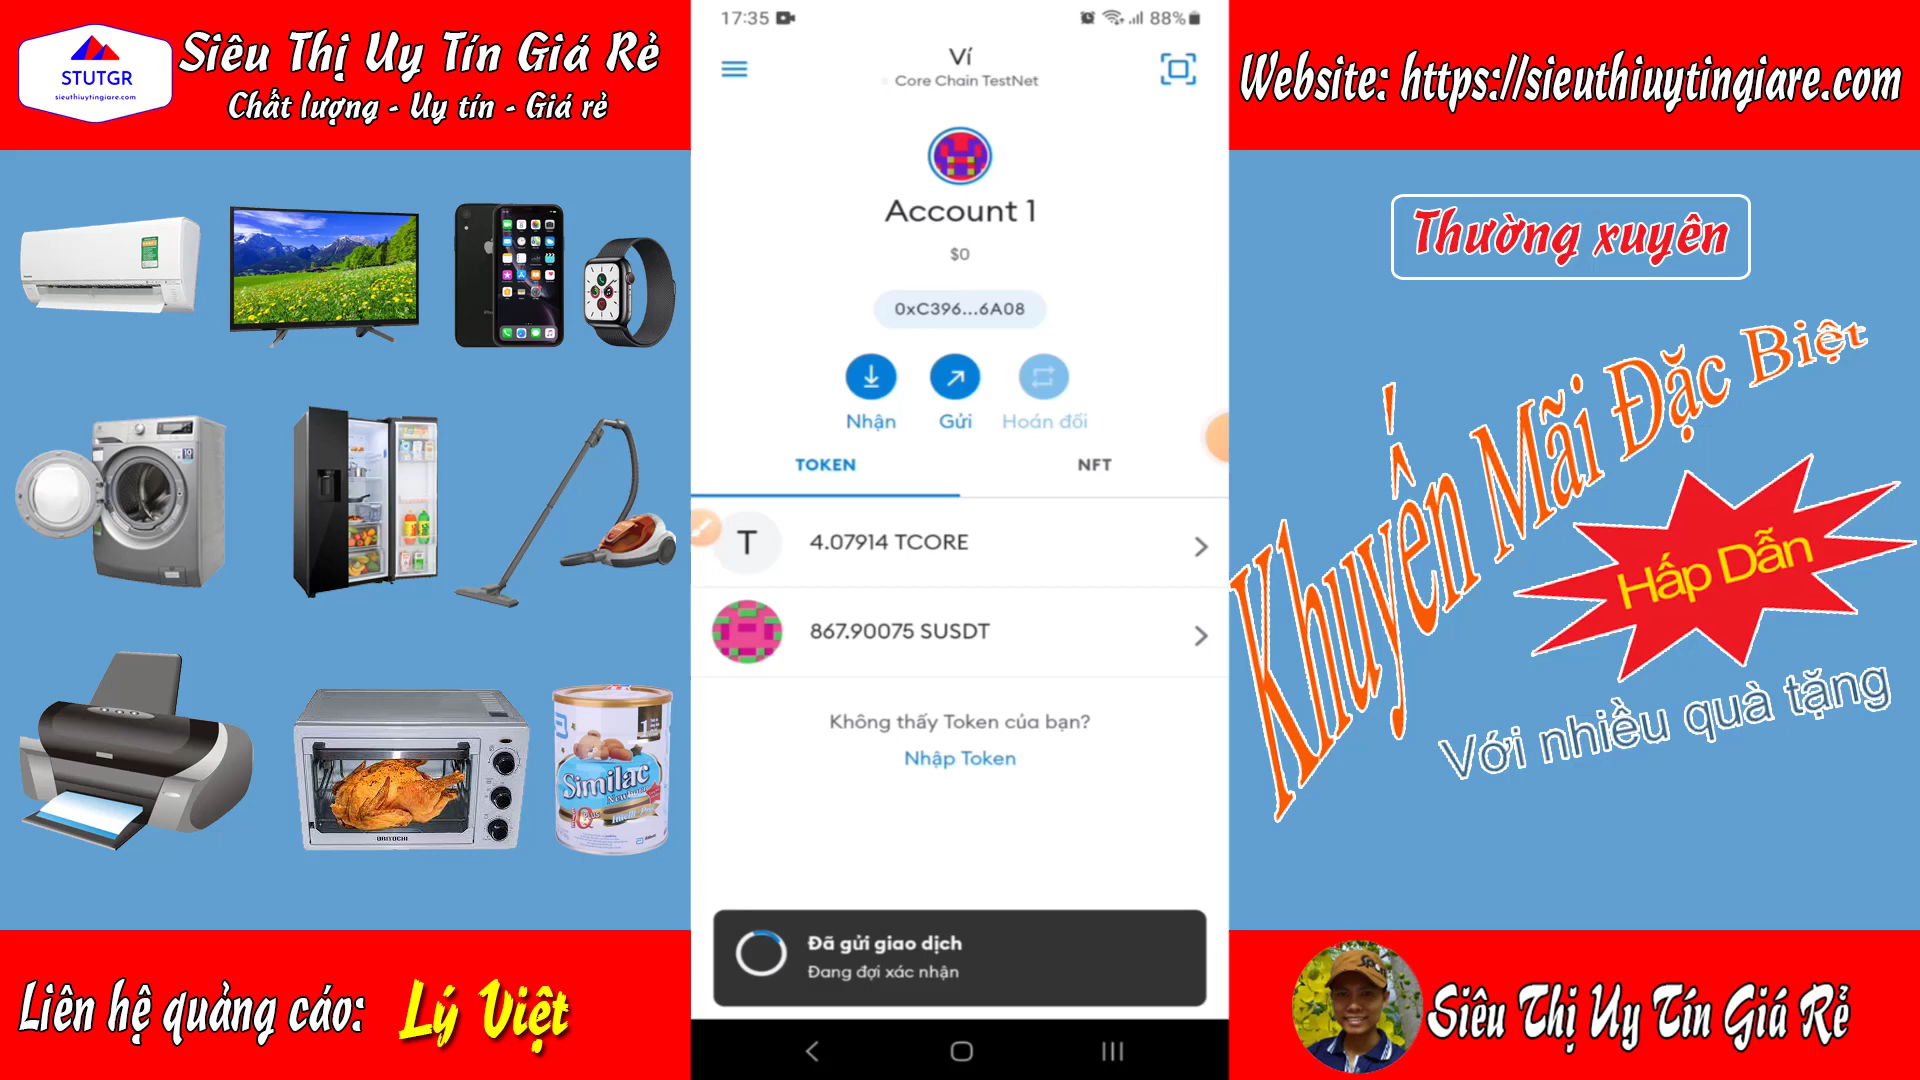 STUTGR
sieuthiuytingiare.com
Siêu Thị Uy Tín Giá Rẻ
Chất lượng - Uy tín - Giá rẻ
17:35
88%
Ví
Core Chain TestNet
Account 1
$0
0xC396...6A08
Nhận
Gửi
Hoán đổi
TOKEN
NFT
T
4.07914 TCORE
867.90075 SUSDT
Không thấy Token của bạn?
Nhập Token
Đã gửi giao dịch
Đang đợi xác nhận
Website: https://sieuthiuytingiare.com
Thường xuyên
Khuyến Mãi Đặc Biệt
Hấp Dẫn
Với nhiều quà tặng
Similac
IQ
Liên hệ quảng cáo:
Lý Việt
Siêu Thị Uy Tín Giá Rẻ